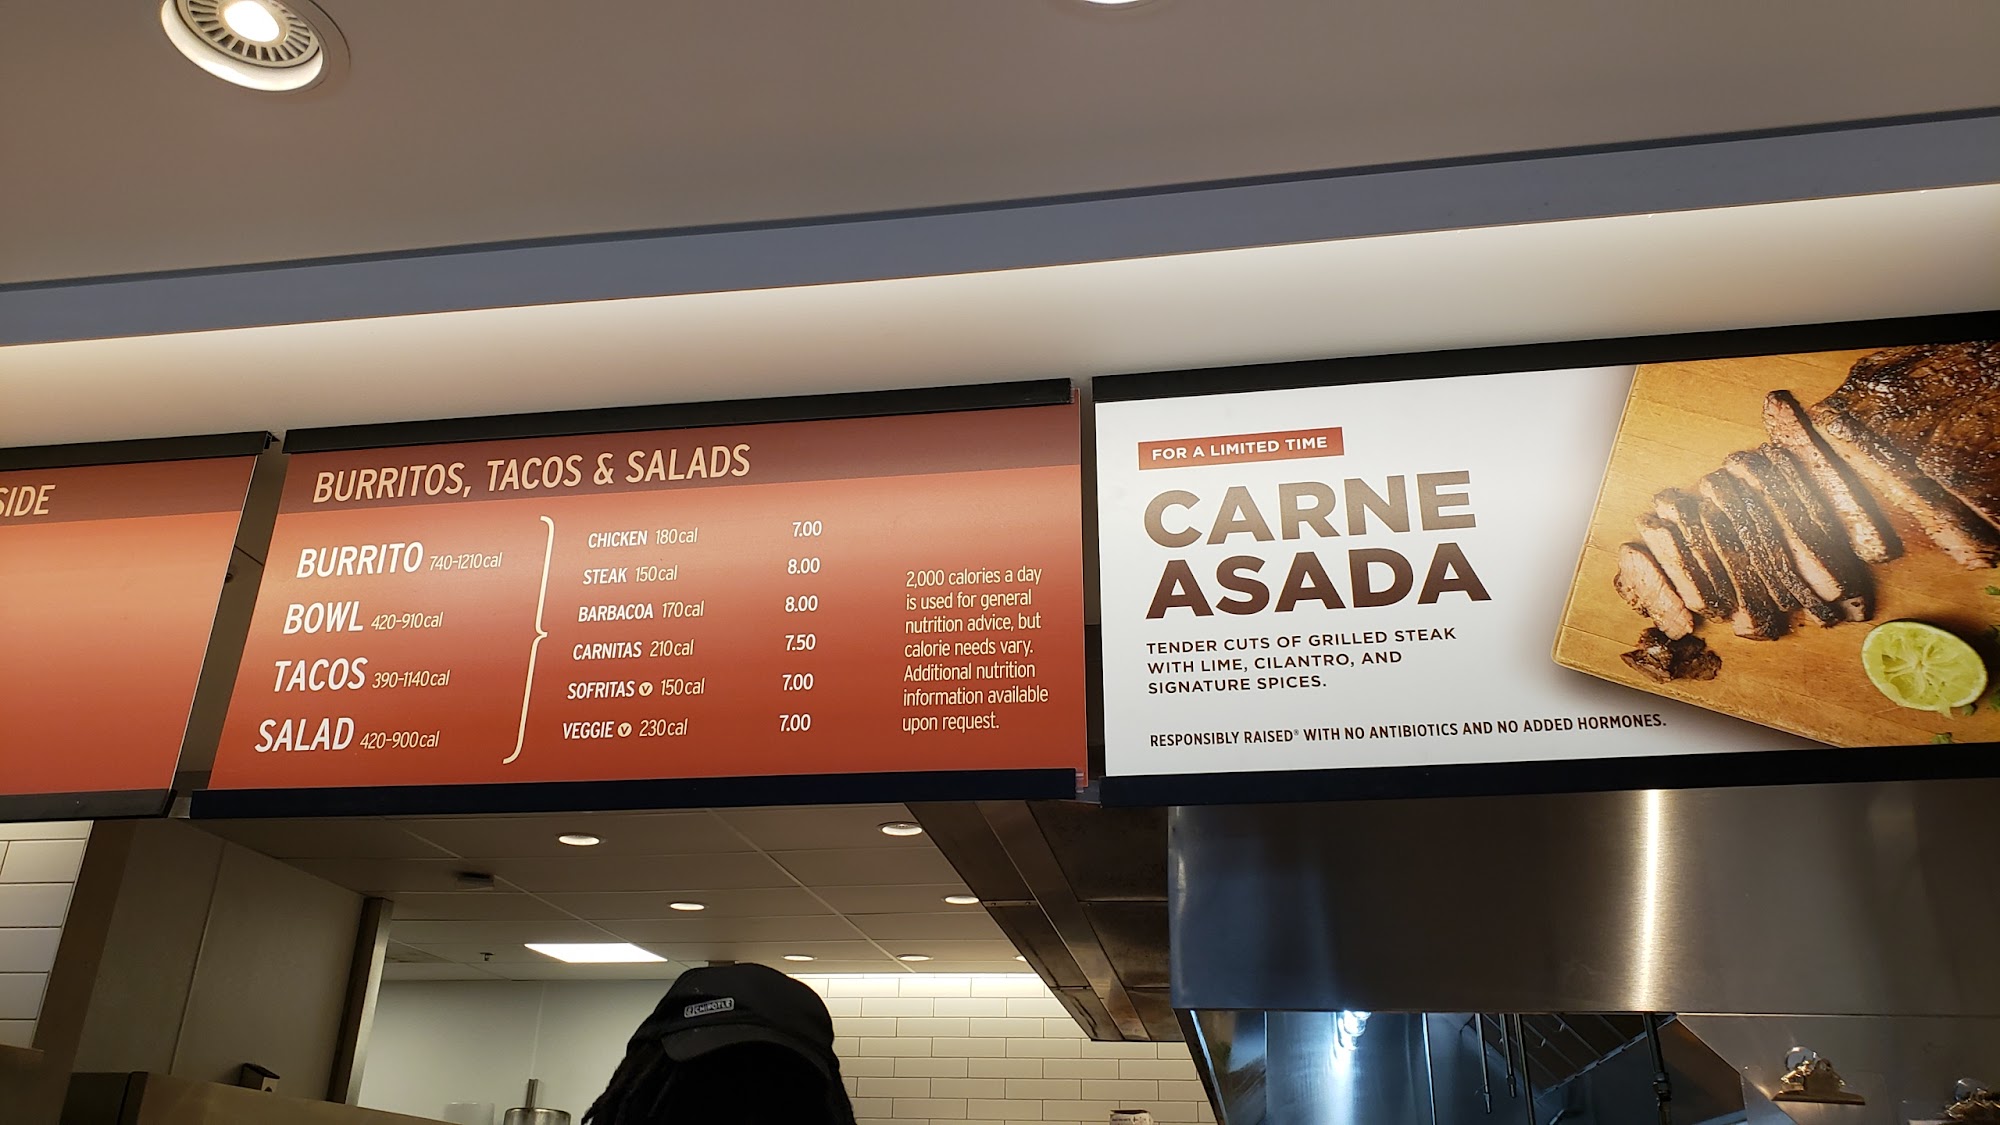 SIDE
BURRITOS, TACOS & SALADS
BURRITO 740-1210cal
BOWL 420-910cal
TACOS 390-1140cal
SALAD 420-900cal
CHICKEN 180cal 7.00
STEAK 150cal 8.00
BARBACOA 170cal 8.00
CARNITAS 210cal 7.50
SOFRITAS V 150cal 7.00
VEGGIE V 230cal 7.00
2,000 calories a day
is used for general
nutrition advice, but
calorie needs vary.
Additional nutrition
information available
upon request.
FOR A LIMITED TIME
CARNE
ASADA
TENDER CUTS OF GRILLED STEAK
WITH LIME, CILANTRO, AND
SIGNATURE SPICES.
RESPONSIBLY RAISED® WITH NO ANTIBIOTICS AND NO ADDED HORMONES.
CHIPOTLE